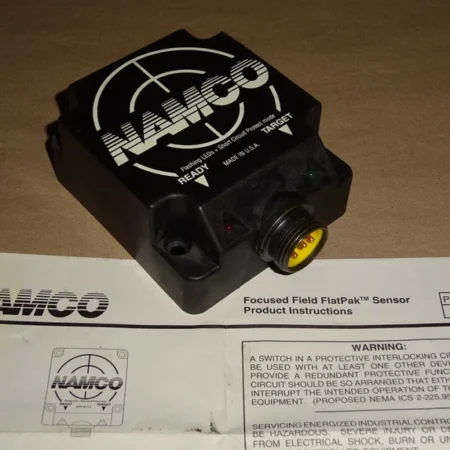 NAMCO
Flashing LEDs = Short Circuit Protect mode
READY
TARGET
MADE IN U.S.A.
NAMCO
Focused Field FlatPak™ Sensor
Product Instructions
P
NAMCO
WARNING:
A SWITCH IN A PROTECTIVE INTERLOCKING
BE USED WITH AT LEAST ONE OTHER
PROVIDE A REDUNDANT PROTECTIVE
CIRCUIT SHOULD BE SO ARRANGED THAT
INTERRUPT THE INTENDED OPERATION OF
EQUIPMENT. (PROPOSED NEMA ICS 2-225.95
SERVICING ENERGIZED INDUSTRIAL
BE HAZARDOUS. SEVERE INJURY OR
FROM ELECTRICAL SHOCK, BURN OR